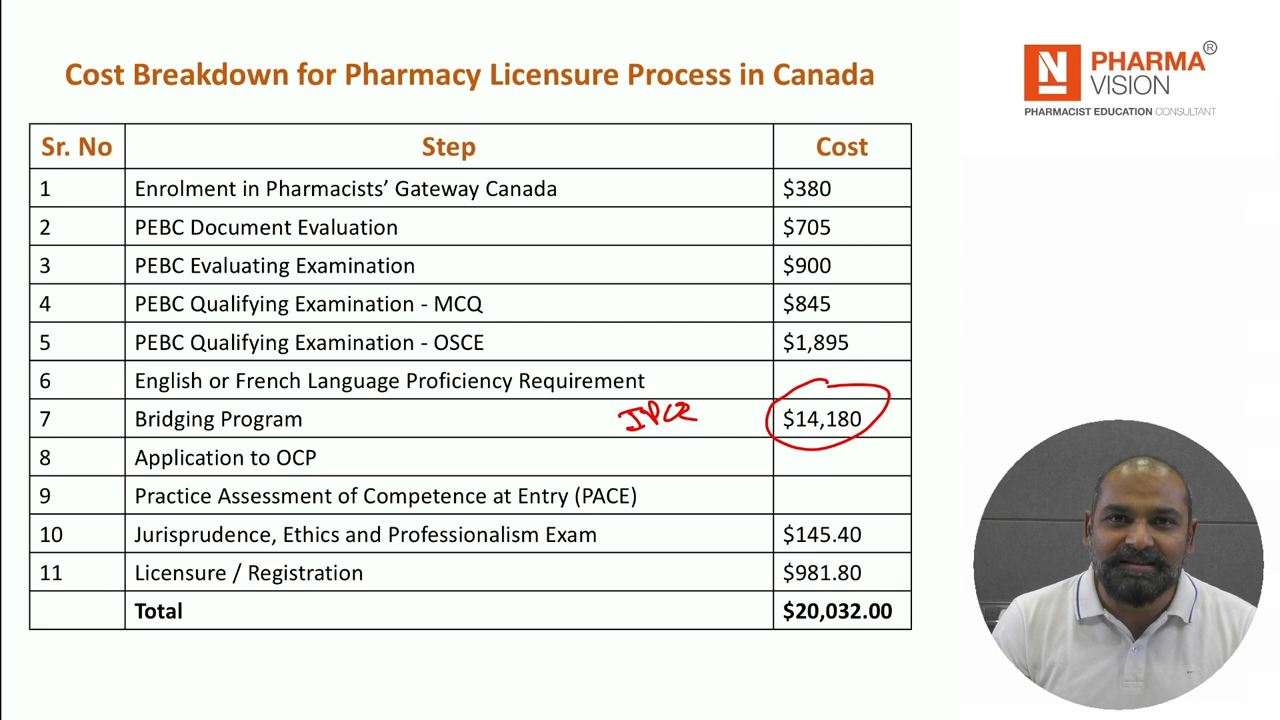 Cost Breakdown for Pharmacy Licensure Process in Canada
N PHARMA VISION ®
PHARMACIST EDUCATION CONSULTANT
Sr. No Step Cost
1 Enrolment in Pharmacists’ Gateway Canada $380
2 PEBC Document Evaluation $705
3 PEBC Evaluating Examination $900
4 PEBC Qualifying Examination - MCQ $845
5 PEBC Qualifying Examination - OSCE $1,895
6 English or French Language Proficiency Requirement
7 Bridging Program $14,180
8 Application to OCP
9 Practice Assessment of Competence at Entry (PACE)
10 Jurisprudence, Ethics and Professionalism Exam $145.40
11 Licensure / Registration $981.80
Total $20,032.00